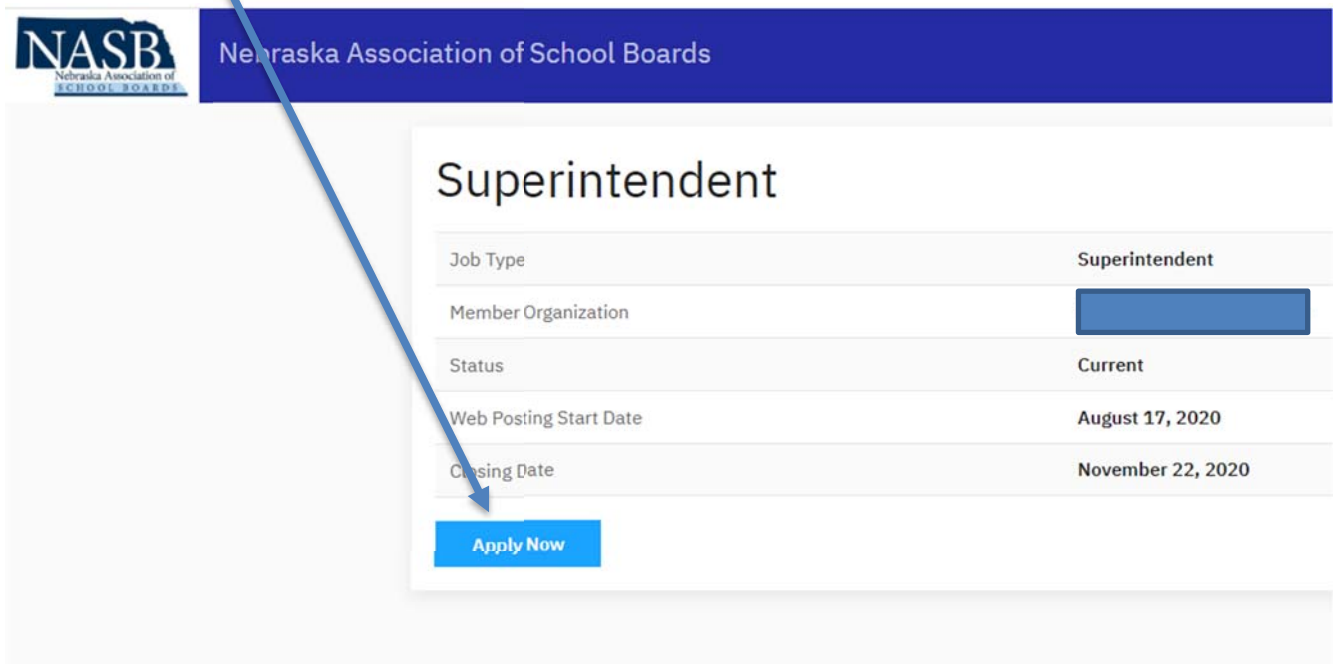 NASB
Nebraska Association of
SCHOOL BOARDS
Nebraska Association of School Boards
Superintendent
Job Type Superintendent
Member Organization
Status Current
Web Posting Start Date August 17, 2020
Closing Date November 22, 2020
Apply Now